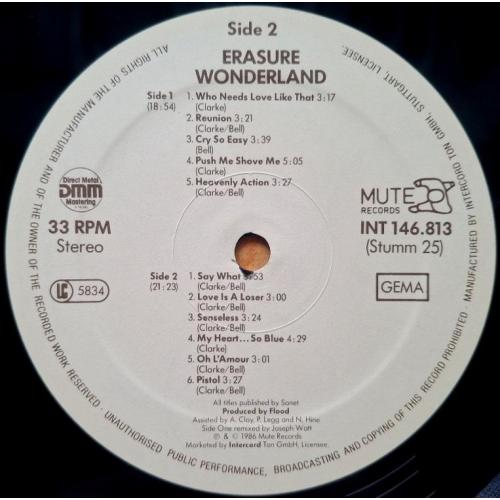 Side 2
ERASURE
WONDERLAND
Side 1
(18:54)
1. Who Needs Love Like That 3:17
(Clarke)
2. Reunion 3:21
(Clarke/Bell)
3. Cry So Easy 3:39
(Bell)
4. Push Me Shove Me 5:05
(Clarke)
5. Heavenly Action 3:27
(Clarke/Bell)
Direct Metal
DMM
Mastering
33 RPM
Stereo
LC 5834
MUTE
RECORDS
INT 146.813
(Stumm 25)
GEMA
Side 2
(21:23)
1. Say What :53
(Clarke/Bell)
2. Love Is A Loser 3:00
(Clarke/Bell)
3. Senseless 3:24
(Clarke/Bell)
4. My Heart... So Blue 4:29
(Clarke)
5. Oh L'Amour 3:01
(Clarke/Bell)
6. Pistol 3:27
(Clarke/Bell)
All titles published by Sonet
Produced by Flood
Assisted by A. Clay, P. Legg and N. Hine
Side One remixed by Joseph Watt
℗ & © 1986 Mute Records
Marketed by Intercord Ton GmbH, Licensee.
ALL RIGHTS OF THE MANUFACTURER AND OF THE OWNER OF THE RECORDED WORK RESERVED · UNAUTHORISED PUBLIC PERFORMANCE, BROADCASTING AND COPYING OF THIS RECORD PROHIBITED · MANUFACTURED BY INTERCORD TON GMBH, STUTTGART, LICENSEE.